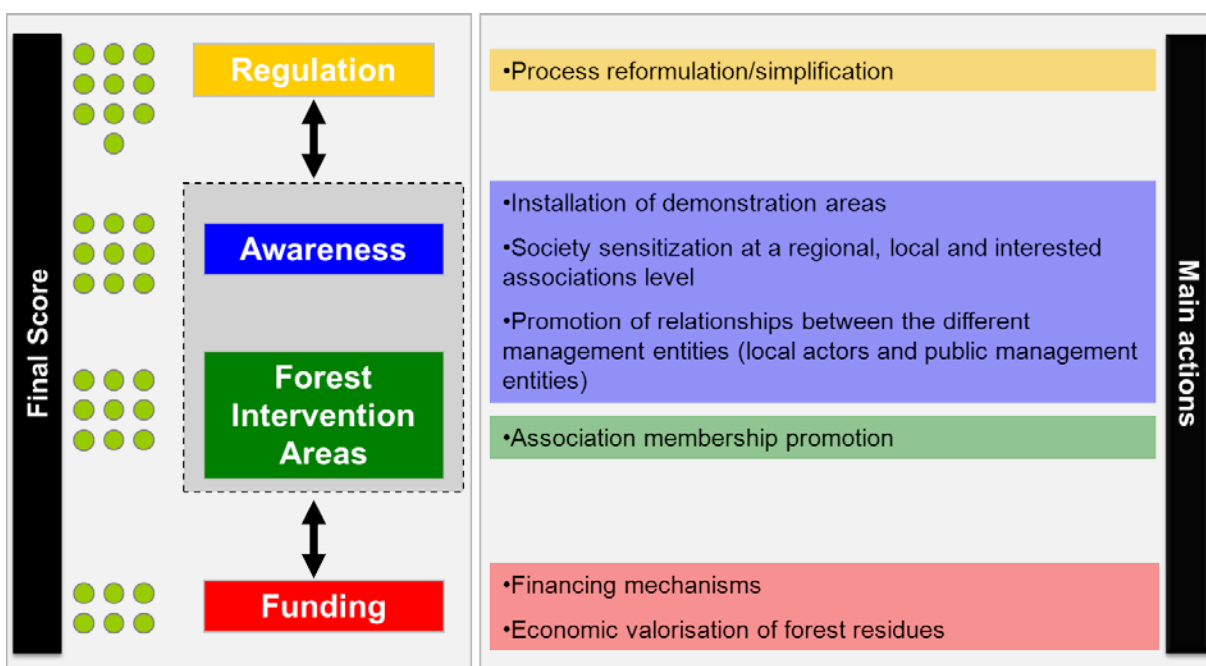 Final Score
Regulation
•Process reformulation/simplification
Awareness
•Installation of demonstration areas
•Society sensitization at a regional, local and interested
associations level
•Promotion of relationships between the different
management entities (local actors and public management
entities)
Forest
Intervention
Areas
•Association membership promotion
Funding
•Financing mechanisms
•Economic valorisation of forest residues
Main actions